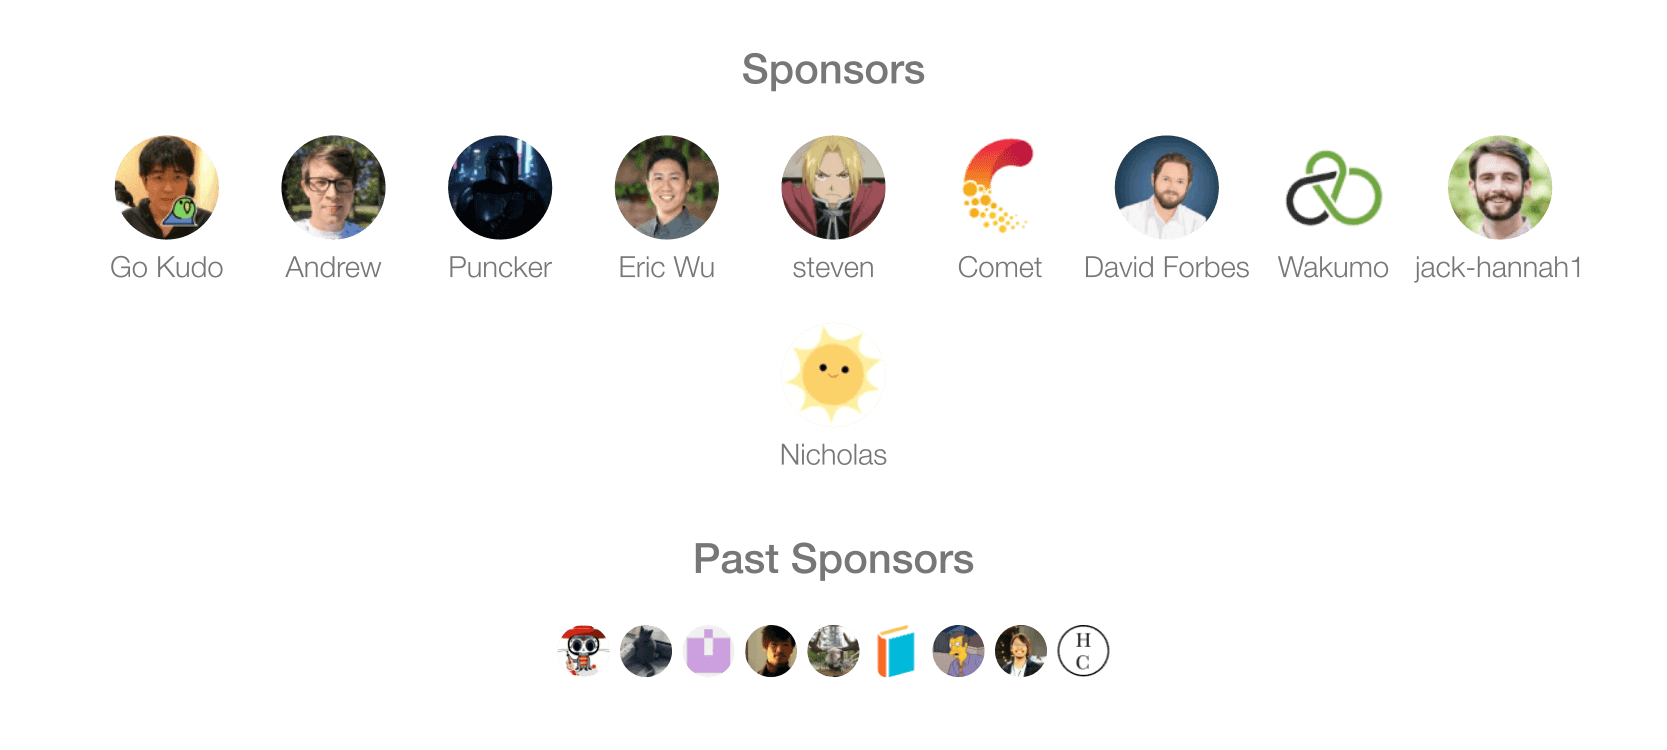 Sponsors
Go Kudo Andrew Puncker Eric Wu steven Comet David Forbes Wakumo jack-hannah1
Nicholas
Past Sponsors
H
C